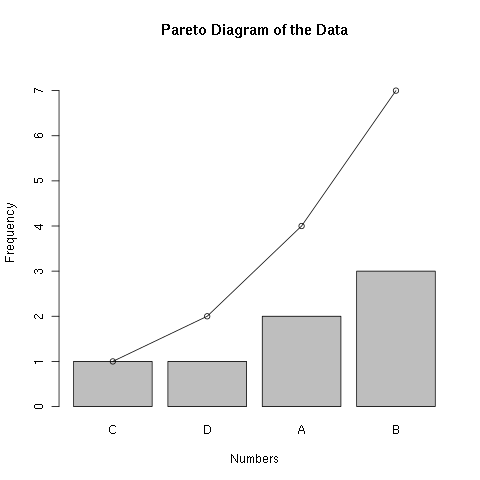 Pareto Diagram of the Data
7
6
5
4
3
2
1
0
Frequency
C D A B
Numbers